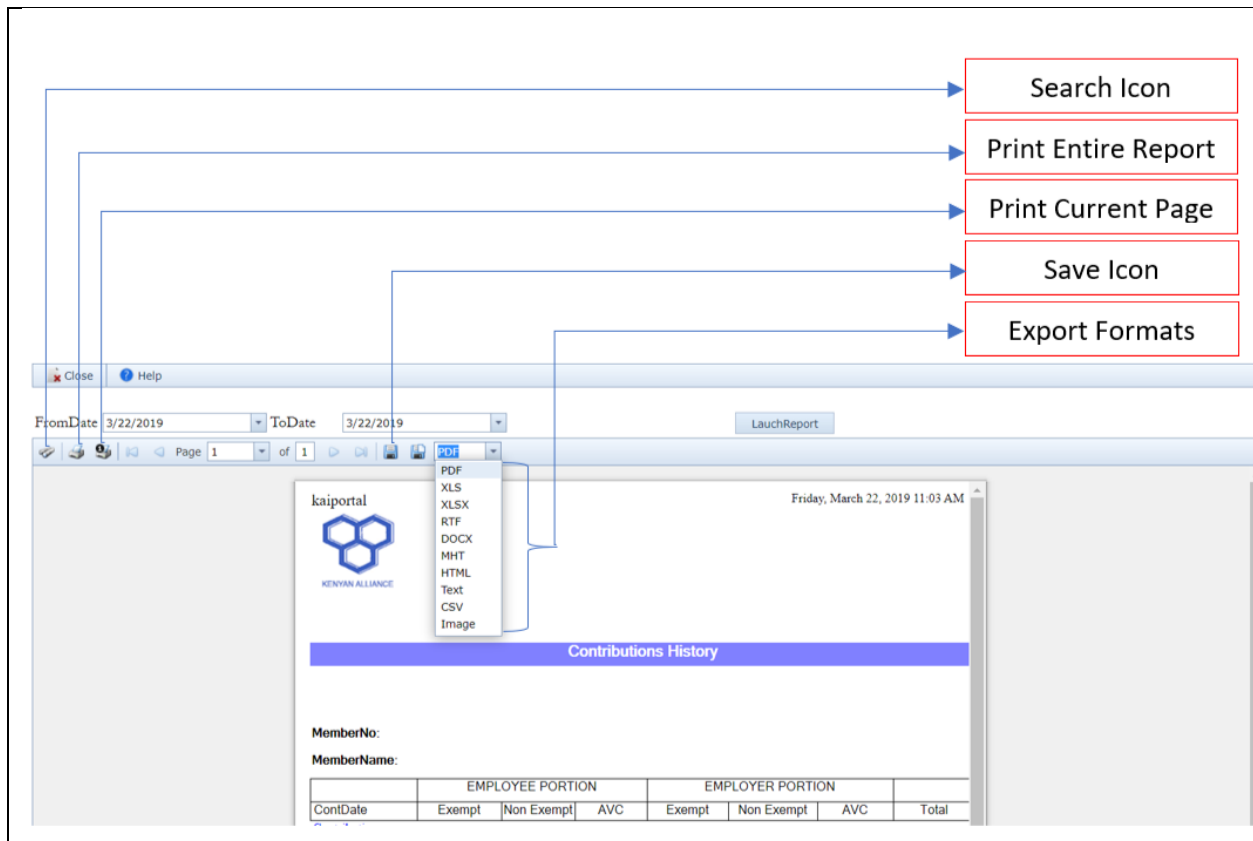 Search Icon
Print Entire Report
Print Current Page
Save Icon
Export Formats
Close Help
FromDate 3/22/2019 ToDate 3/22/2019 LauchReport
Page 1 of 1 PDF
PDF
XLS
XLSX
RTF
DOCX
MHT
HTML
Text
CSV
Image
kaiportal Friday, March 22, 2019 11:03 AM
KENYAN ALLIANCE
Contributions History
MemberNo:
MemberName:
EMPLOYEE PORTION EMPLOYER PORTION
ContDate Exempt Non Exempt AVC Exempt Non Exempt AVC Total